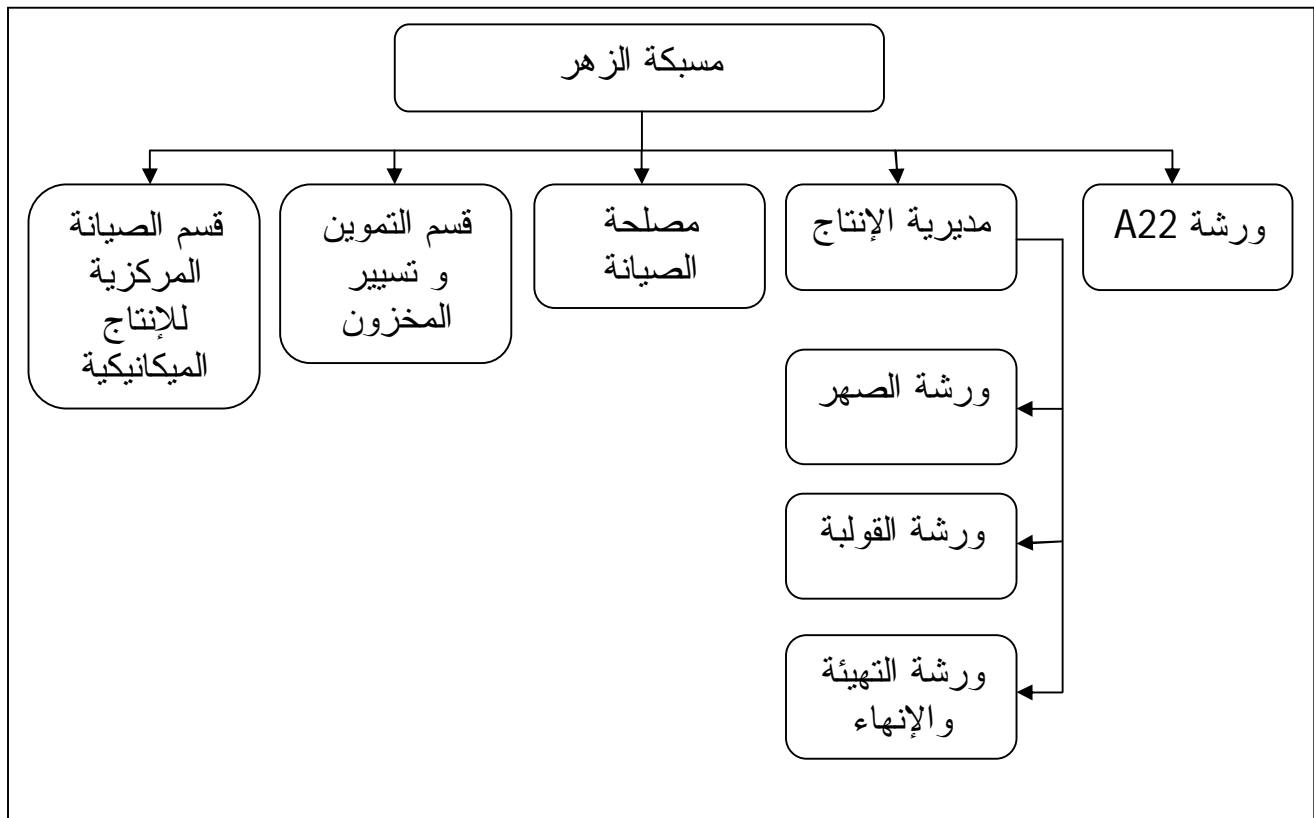 مسبكة الزهر
ورشة A22
مديرية الإنتاج
مصلحة
الصيانة
قسم التموين
و تسيير
المخزون
قسم الصيانة
المركزية
للإنتاج
الميكانيكية
ورشة الصهر
ورشة القولبة
ورشة التهيئة
والإنهاء